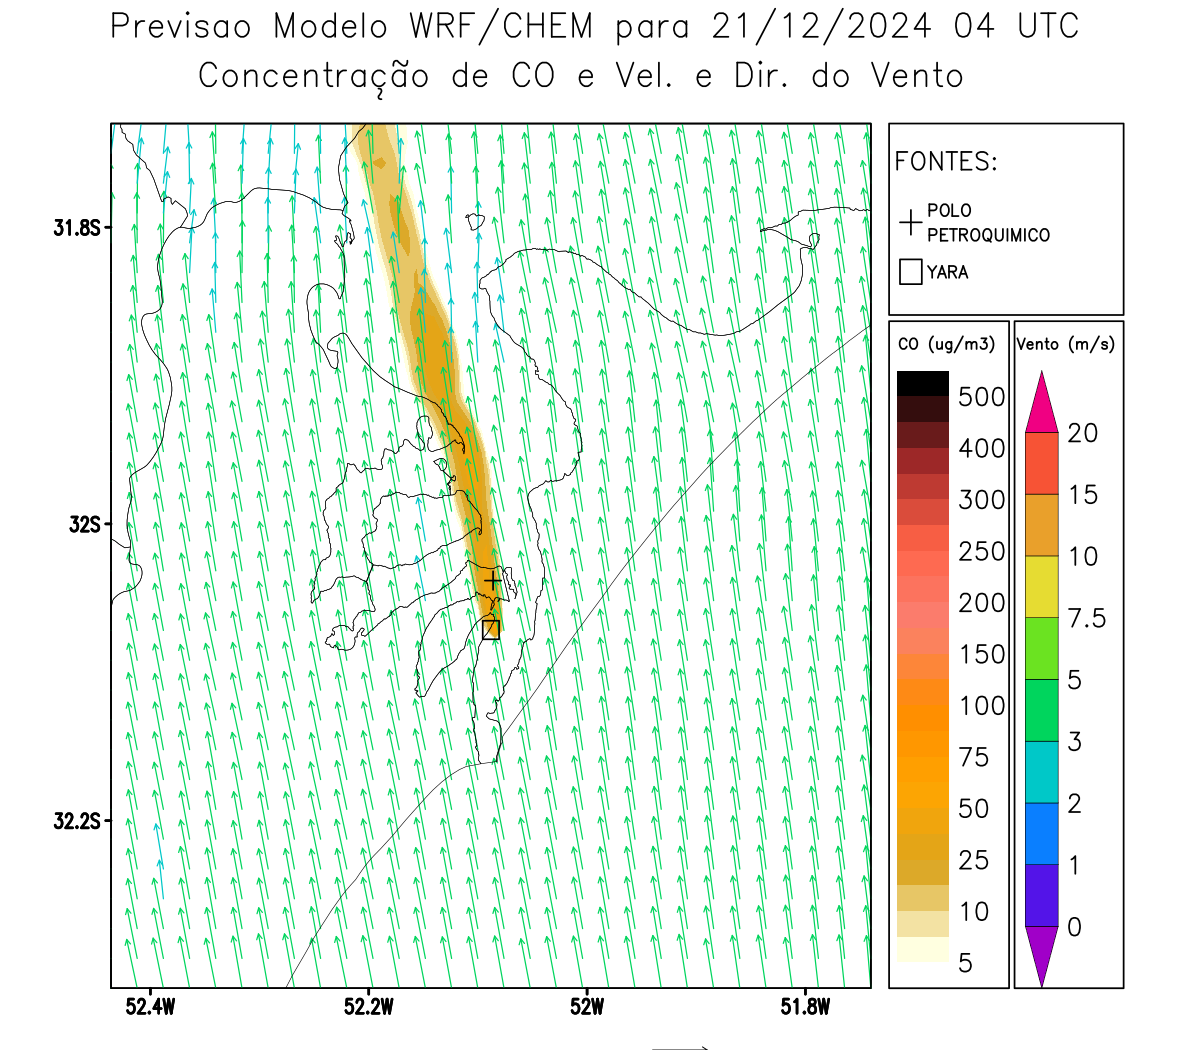 Previsao Modelo WRF/CHEM para 21/12/2024 04 UTC
Concentração de CO e Vel. e Dir. do Vento
FONTES:
POLO
PETROQUIMICO
YARA
31.8S
32S
32.2S
52.4W
52.2W
52W
51.8W
CO (ug/m3)
500
400
300
250
200
150
100
75
50
25
10
5
Vento (m/s)
20
15
10
7.5
5
3
2
1
0